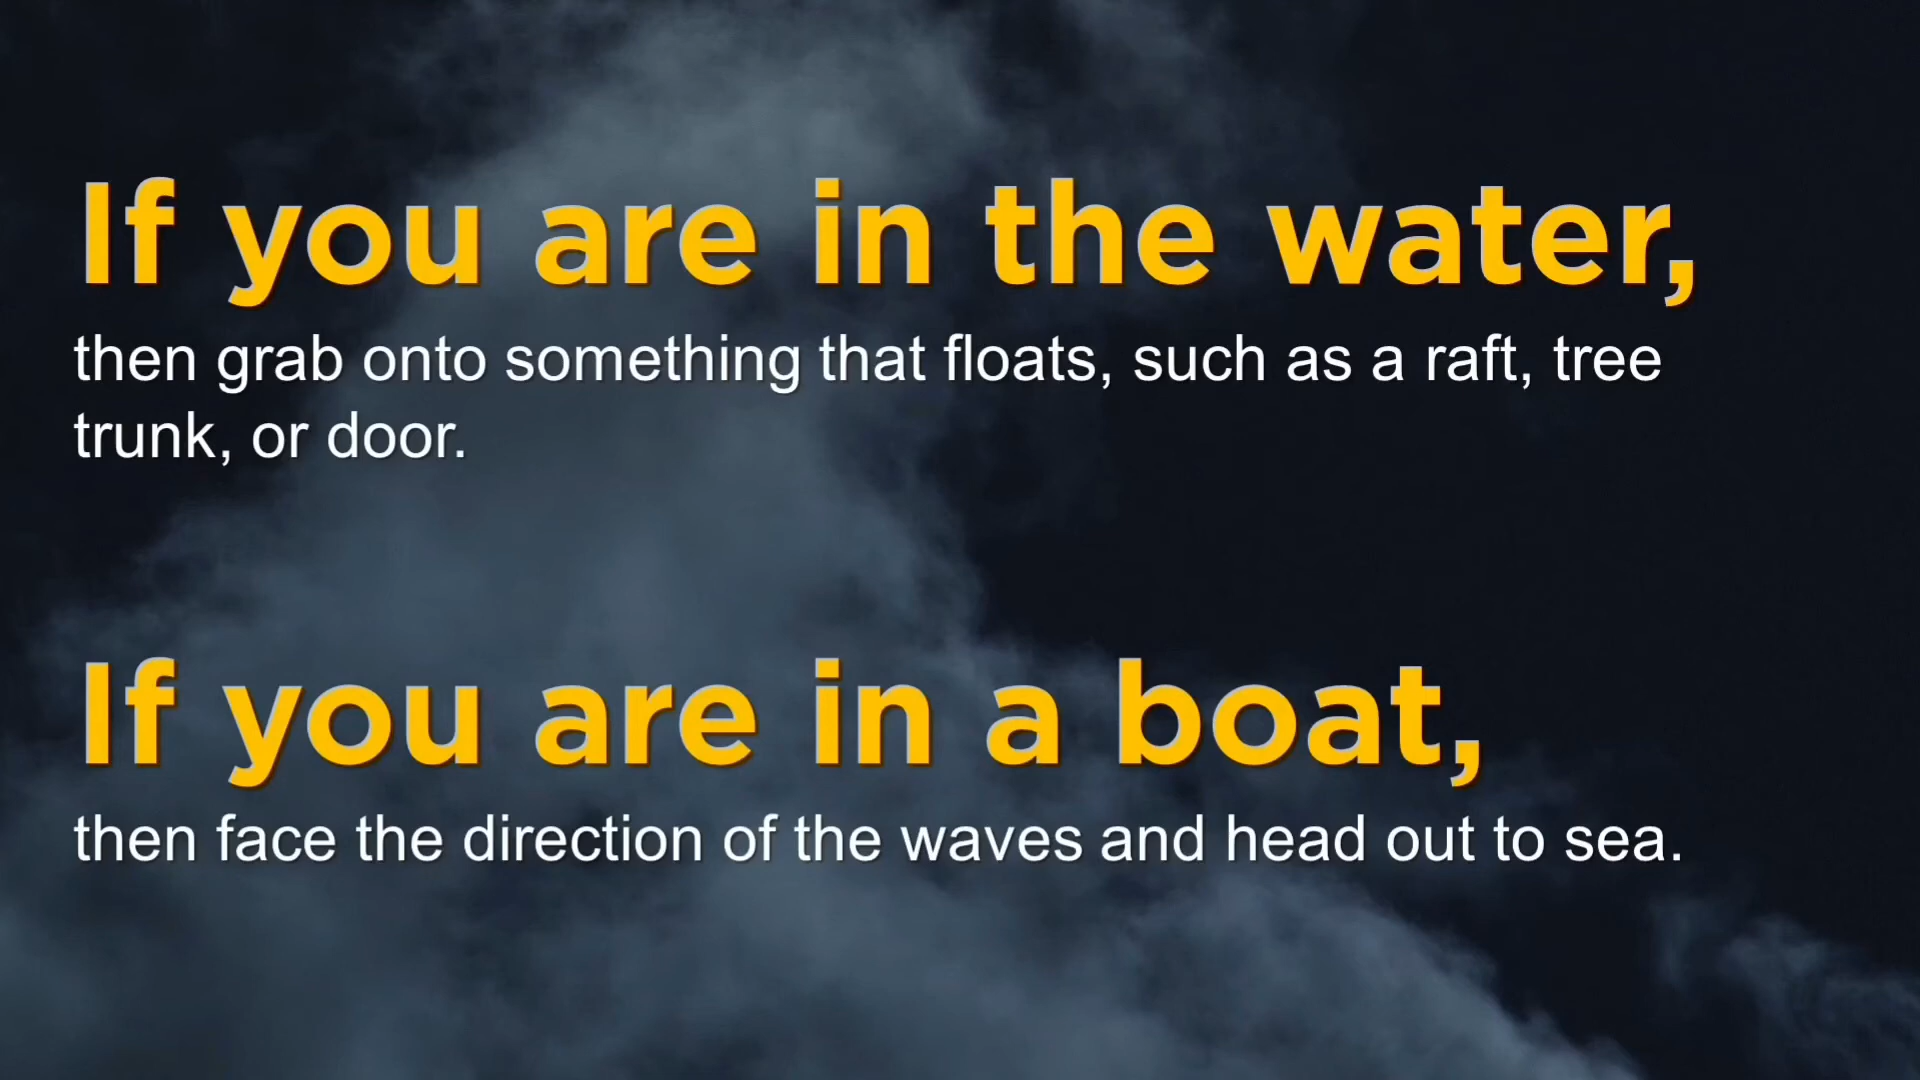 If you are in the water,
then grab onto something that floats, such as a raft, tree
trunk, or door.
If you are in a boat,
then face the direction of the waves and head out to sea.